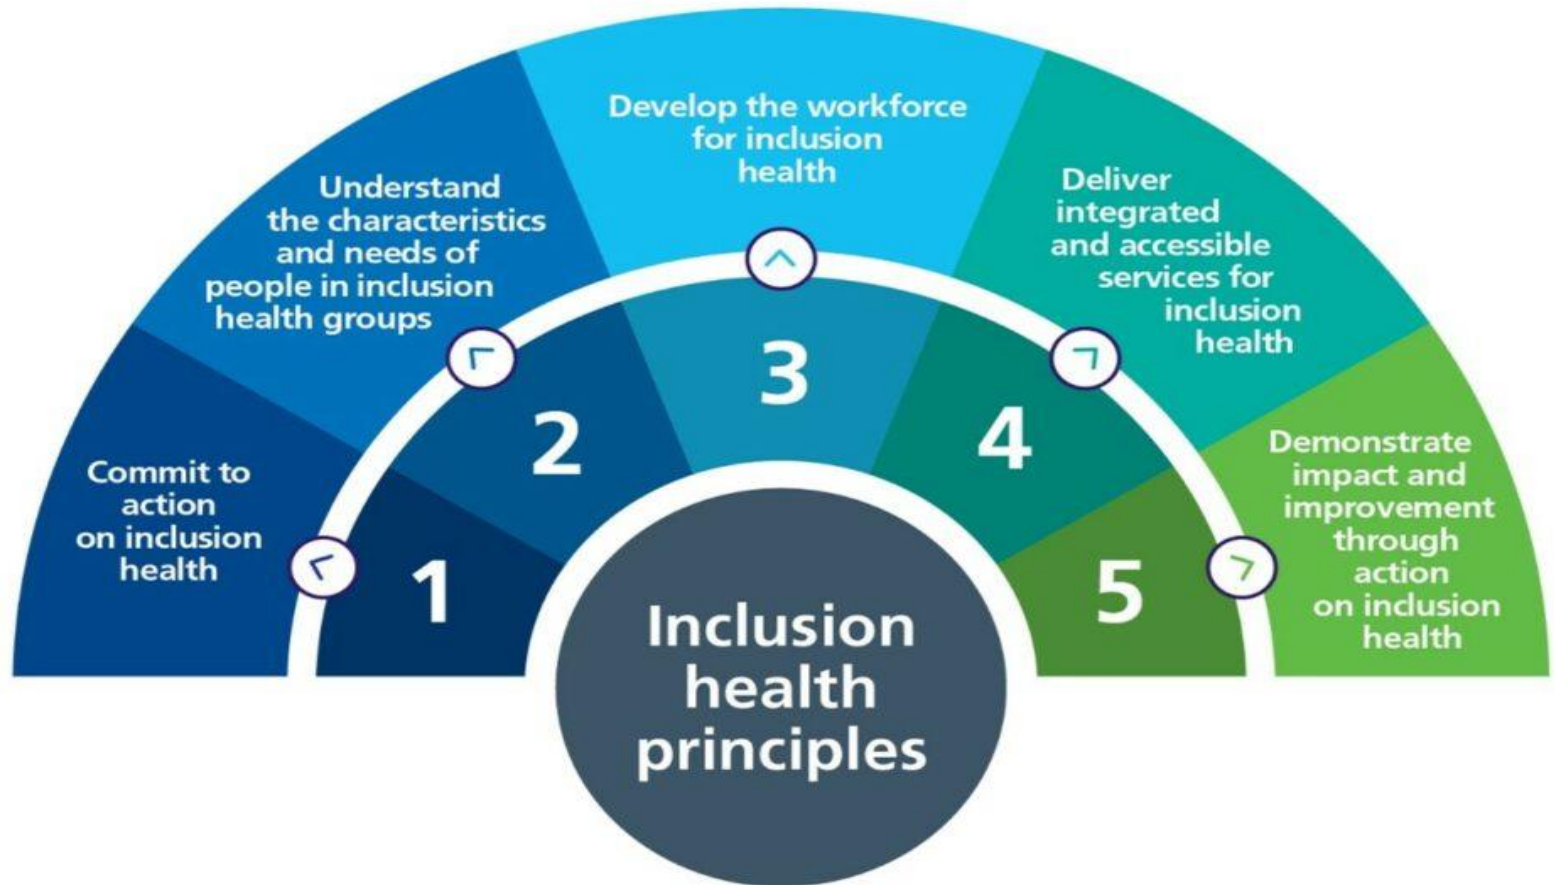 Commit to
action
on inclusion
health
1
Understand
the characteristics
and needs of
people in inclusion
health groups
2
Develop the workforce
for inclusion
health
3
Deliver
integrated
and accessible
services for
inclusion
health
4
Demonstrate
impact and
improvement
through
action
on inclusion
health
5
Inclusion
health
principles